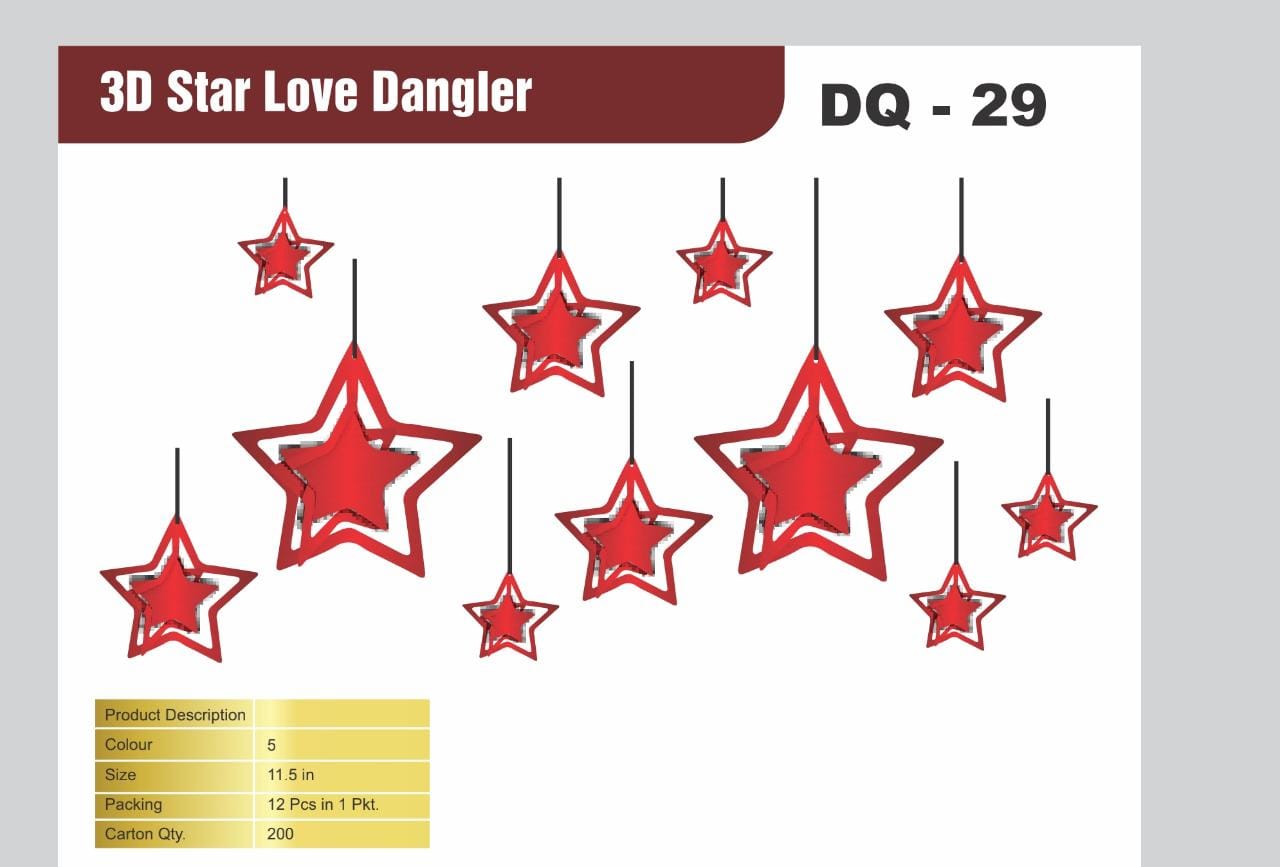 3D Star Love Dangler
DQ - 29
Product Description
Colour 5
Size 11.5 in
Packing 12 Pcs in 1 Pkt.
Carton Qty. 200